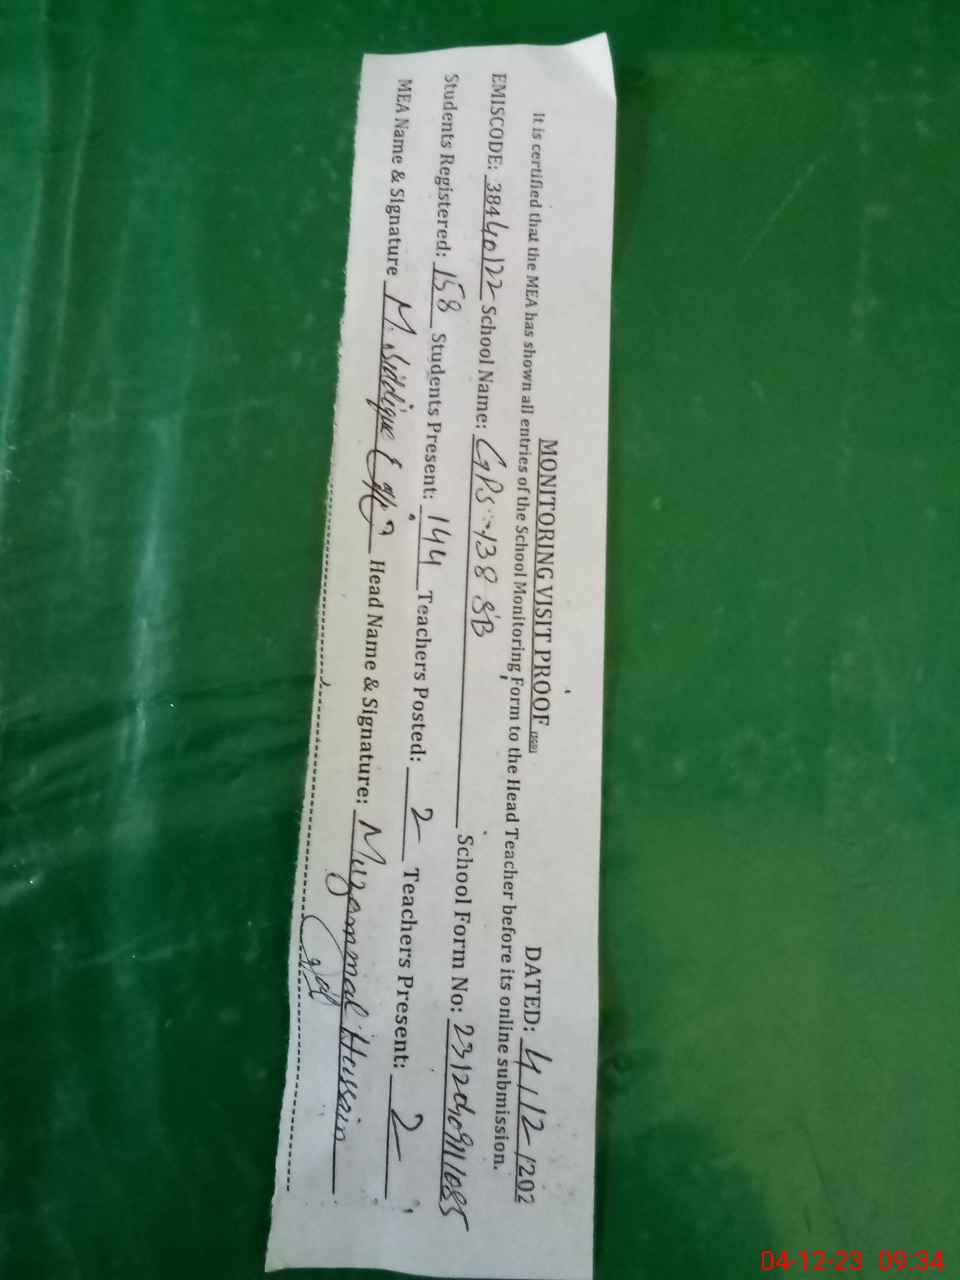 MONITORING VISIT PROOF
DATED: 4/12/202
It is certified that the MEA has shown all entries of the School Monitoring Form to the Head Teacher before its online submission.
EMISCODE: 38440122 School Name: GPS 138 SB School Form No:
Students Registered: 158 Students Present: 144 Teachers Posted: 2 Teachers Present: 2
MEA Name & Signature M. Siddique Head Name & Signature: Muzammal Hussain
04-12-23 09:34